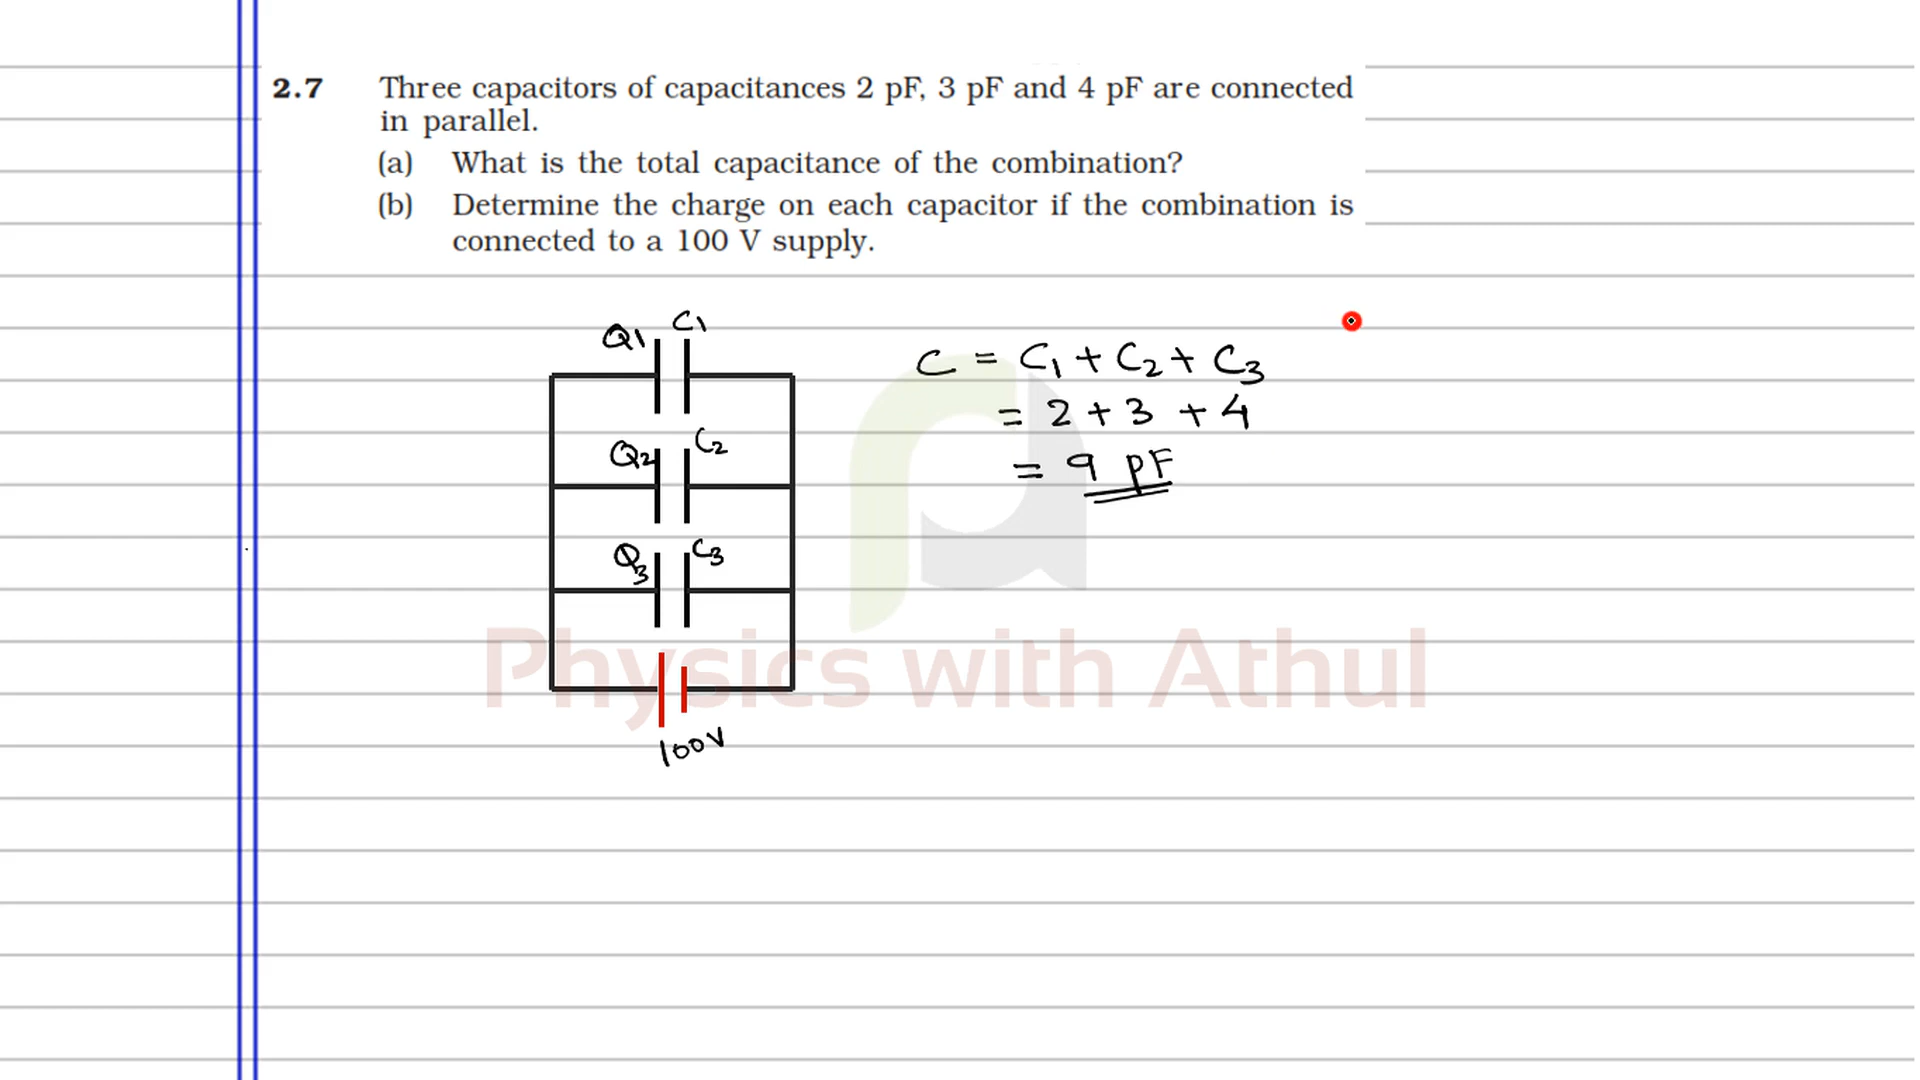 2.7 Three capacitors of capacitances 2 pF, 3 pF and 4 pF are connected
in parallel.
(a) What is the total capacitance of the combination?
(b) Determine the charge on each capacitor if the combination is
connected to a 100 V supply.
Q1 C1
Q2 C2
Q3 C3
100V
C = C1 + C2 + C3
= 2 + 3 + 4
= 9 pF
Physics with Athul